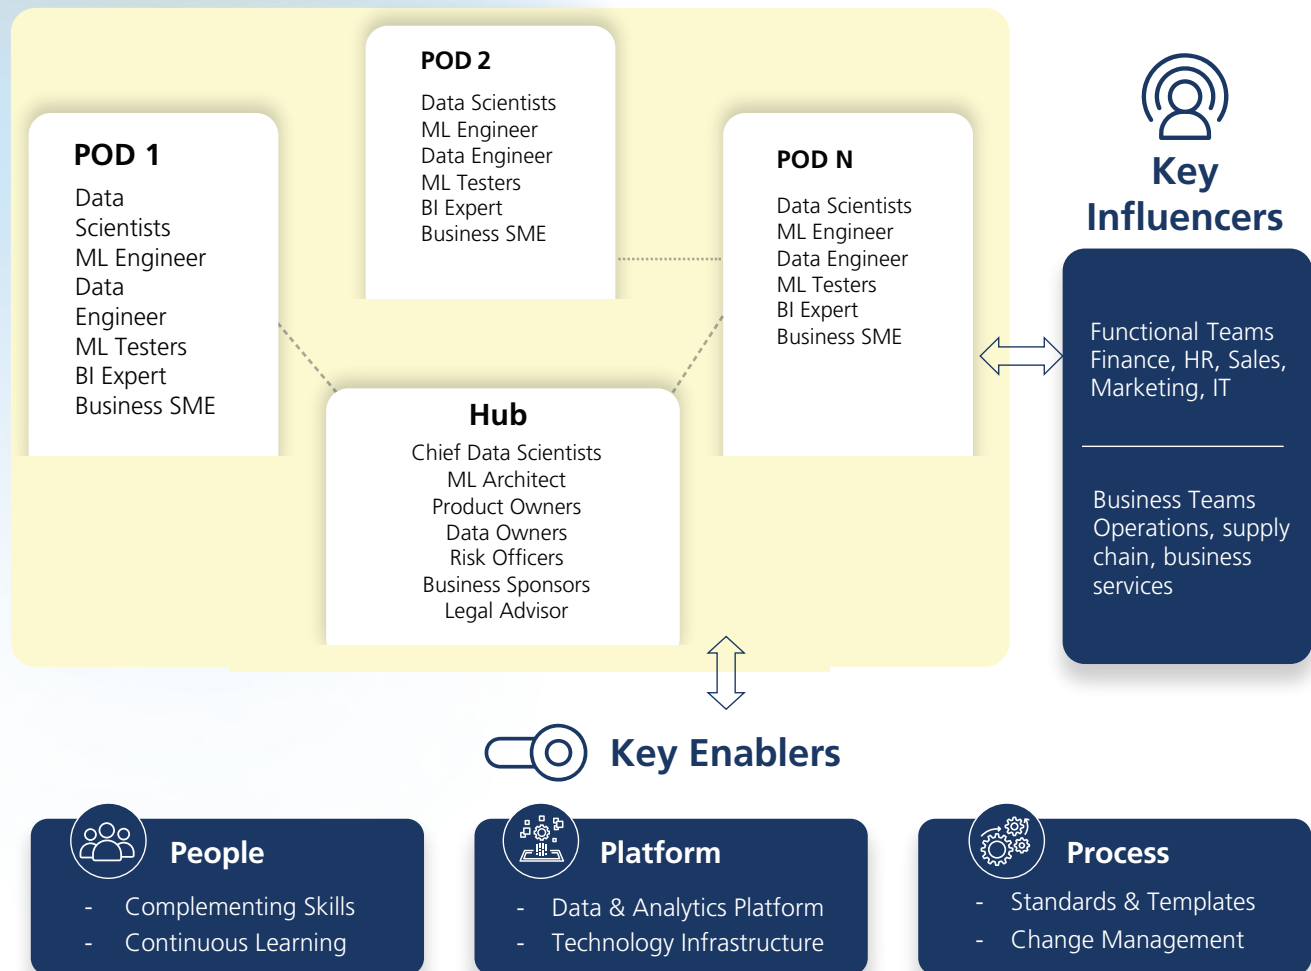 POD 1
Data
Scientists
ML Engineer
Data
Engineer
ML Testers
BI Expert
Business SME
POD 2
Data Scientists
ML Engineer
Data Engineer
ML Testers
BI Expert
Business SME
POD N
Data Scientists
ML Engineer
Data Engineer
ML Testers
BI Expert
Business SME
Hub
Chief Data Scientists
ML Architect
Product Owners
Data Owners
Risk Officers
Business Sponsors
Legal Advisor
Key
Influencers
Functional Teams
Finance, HR, Sales,
Marketing, IT
Business Teams
Operations, supply
chain, business
services
Key Enablers
People
- Complementing Skills
- Continuous Learning
Platform
- Data & Analytics Platform
- Technology Infrastructure
Process
- Standards & Templates
- Change Management